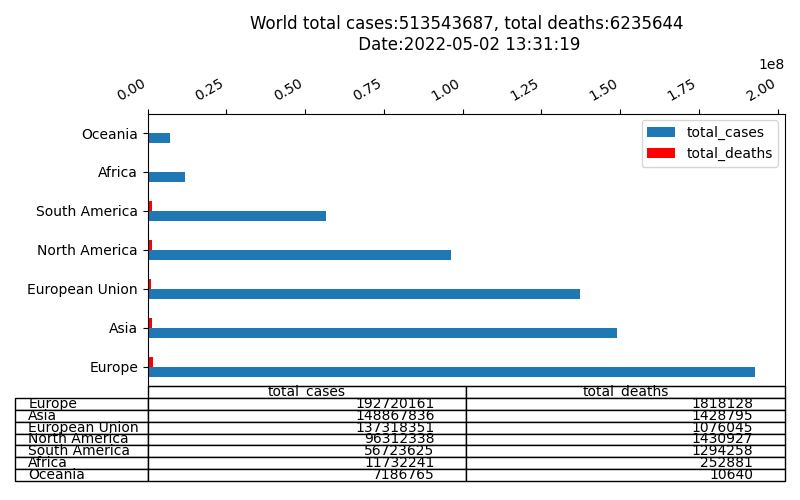 World total cases:513543687, total deaths:6235644
Date:2022-05-02 13:31:19
1e8
0.00 0.25 0.50 0.75 1.00 1.25 1.50 1.75 2.00
total_cases
total_deaths
Oceania
Africa
South America
North America
European Union
Asia
Europe
total_cases total_deaths
Europe 192720161 1818128
Asia 148867836 1428795
European Union 137318351 1076045
North America 96312338 1430927
South America 56723625 1294258
Africa 11732241 252881
Oceania 7186765 10640